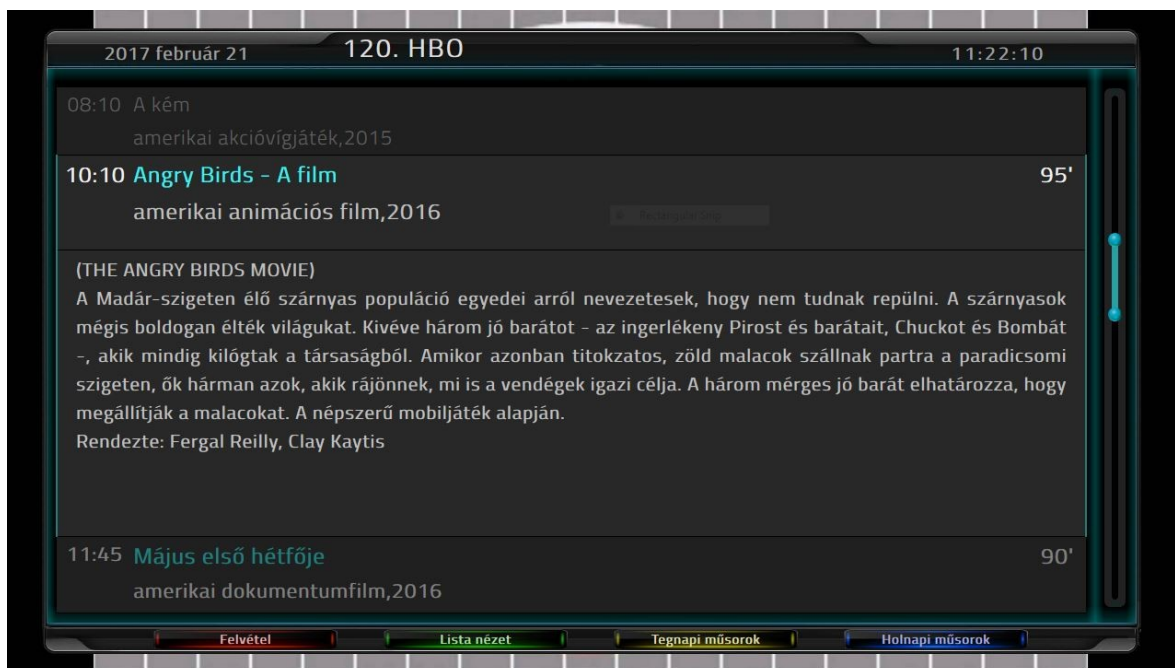 2017 február 21
120. HBO
11:22:10
08:10 A kém
amerikai akcióvígjáték,2015
10:10 Angry Birds - A film 95'
amerikai animációs film,2016
(THE ANGRY BIRDS MOVIE)
A Madár-szigeten élő szárnyas populáció egyedei arról nevezetesek, hogy nem tudnak repülni. A szárnyasok
mégis boldogan élték világukat. Kivéve három jó barátot - az ingerlékeny Pirost és barátait, Chuckot és Bombát
-, akik mindig kilógtak a társaságból. Amikor azonban titokzatos, zöld malacok szállnak partra a paradicsomi
szigeten, ők hárman azok, akik rájönnek, mi is a vendégek igazi célja. A három mérges jó barát elhatározza, hogy
megállítják a malacokat. A népszerű mobiljáték alapján.
Rendezte: Fergal Reilly, Clay Kaytis
11:45 Május első hétfője 90'
amerikai dokumentumfilm,2016
Felvétel
Lista nézet
Tegnapi műsorok
Holnapi műsorok